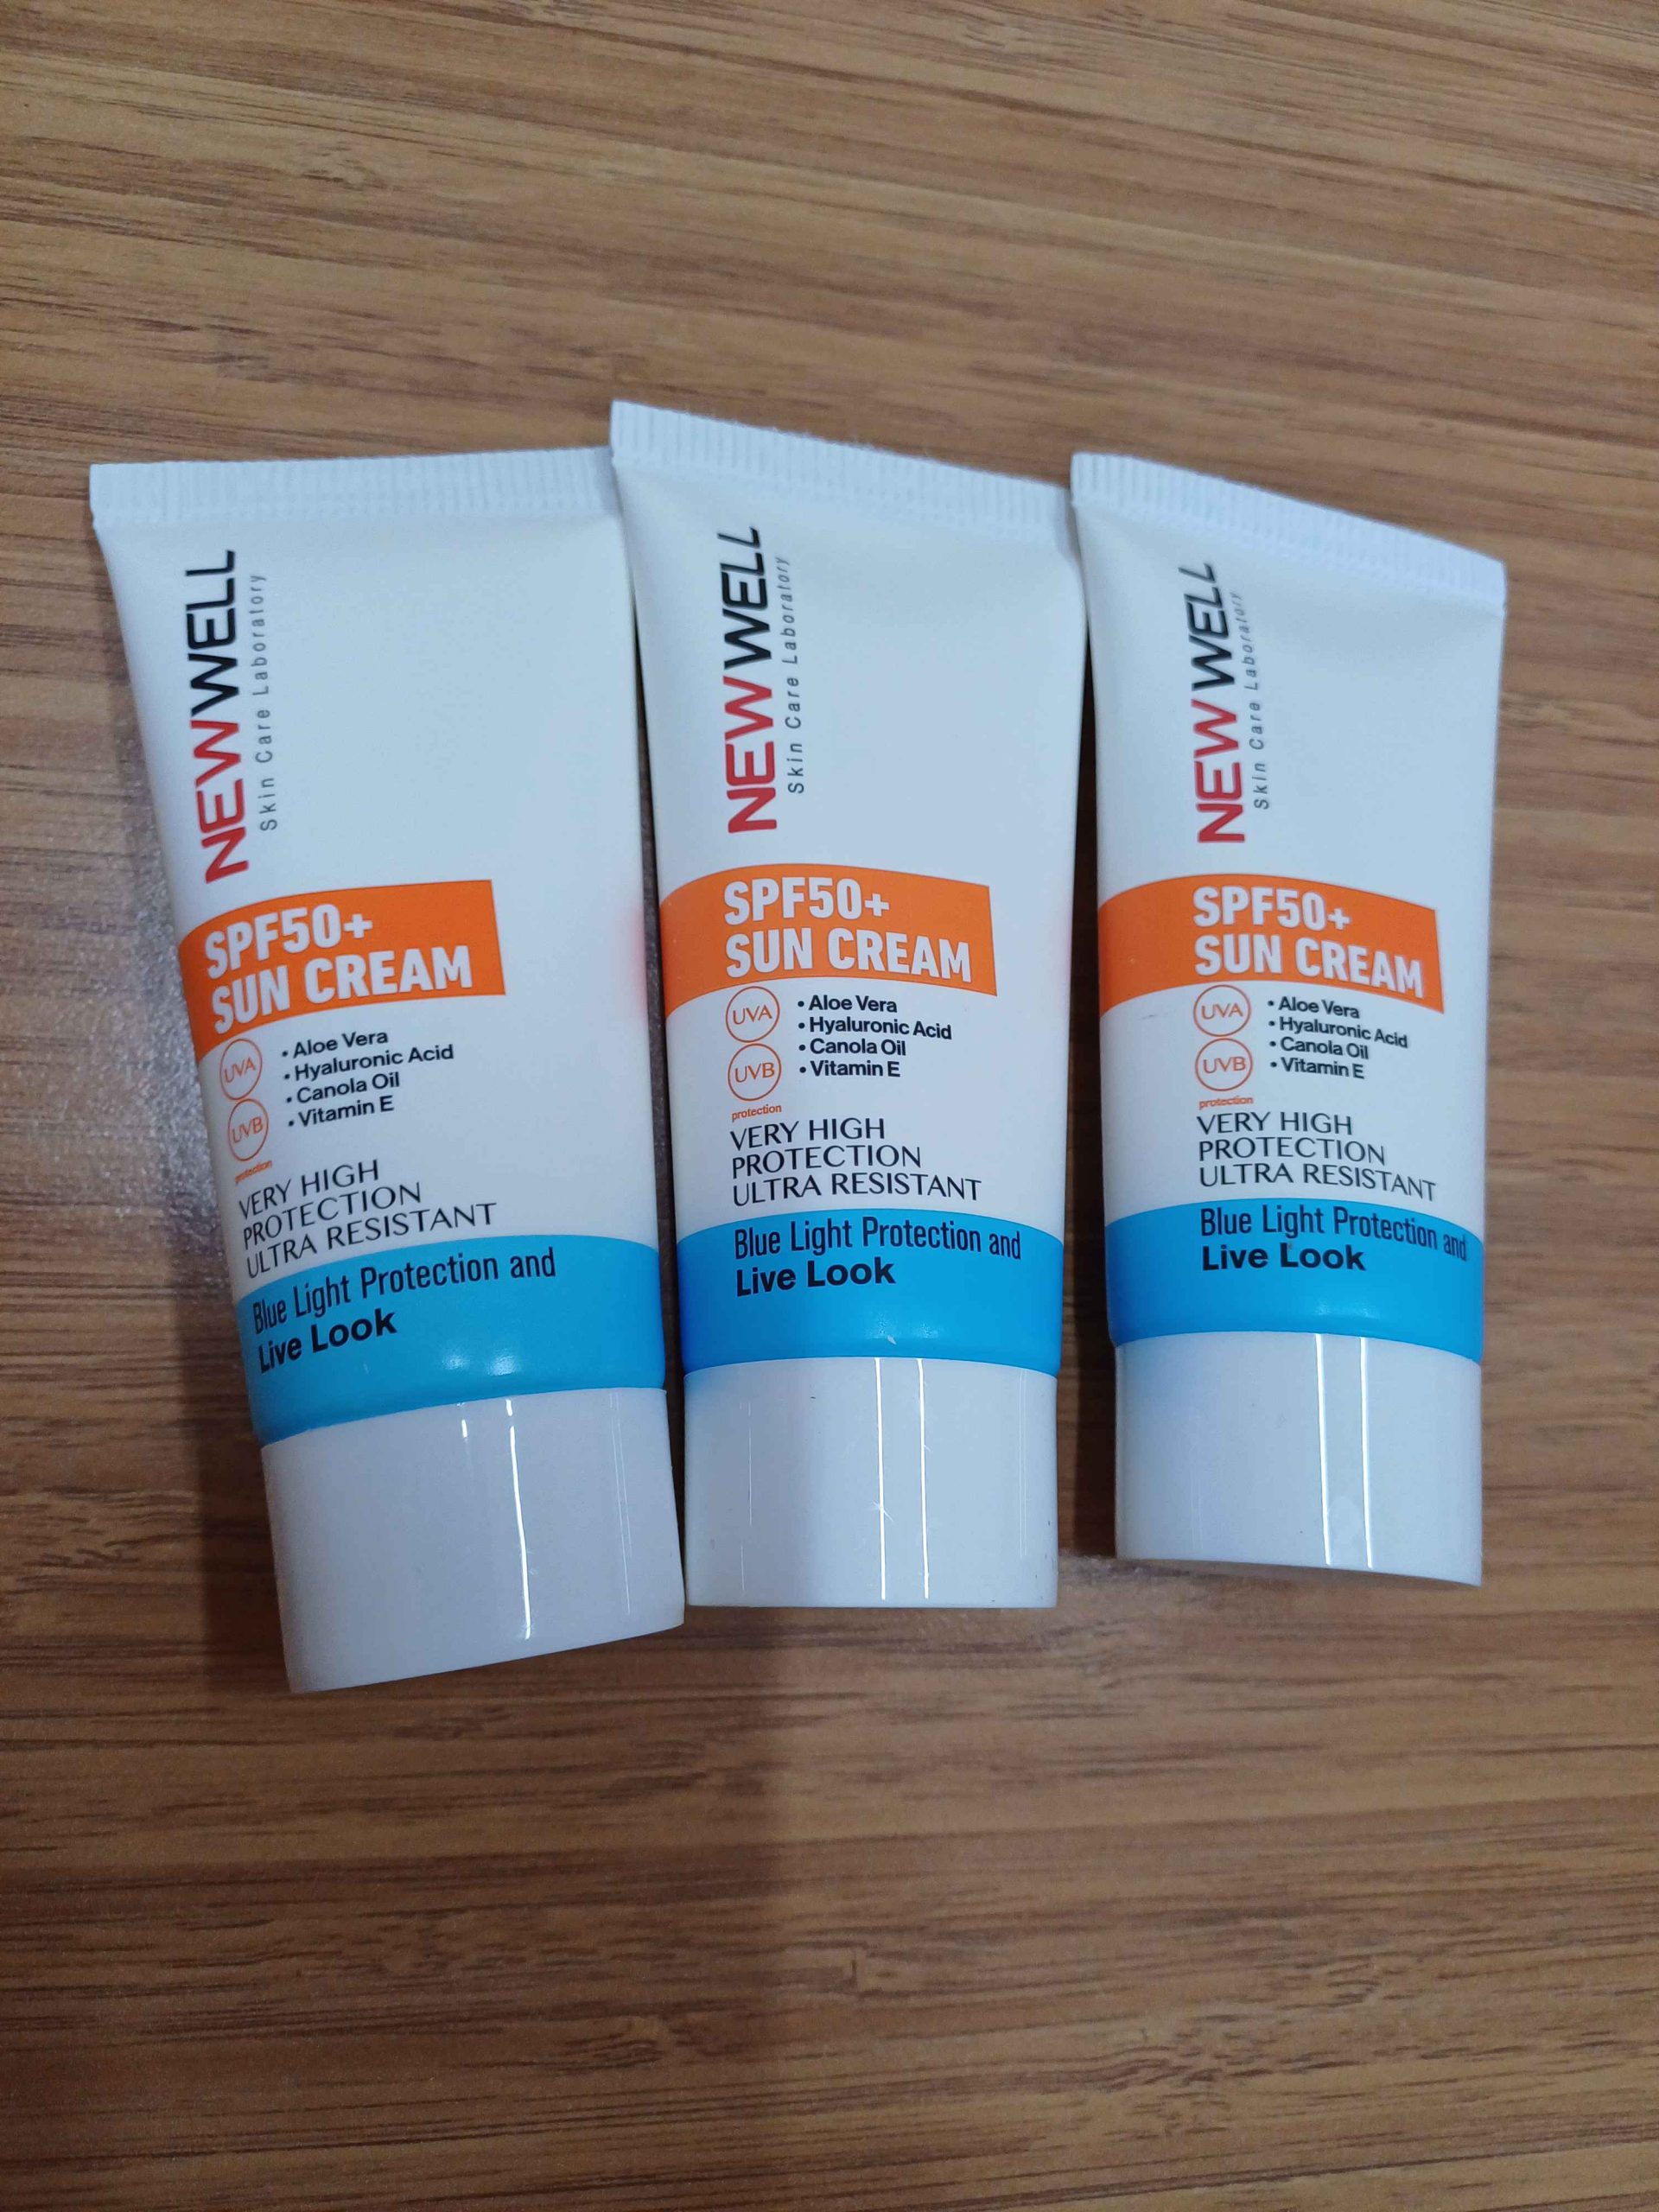 NEWWELL
Skin Care Laboratory
SPF50+
SUN CREAM
UVA
UVB
protection
• Aloe Vera
• Hyaluronic Acid
• Canola Oil
• Vitamin E
VERY HIGH
PROTECTION
ULTRA RESISTANT
Blue Light Protection and
Live Look
NEWWELL
Skin Care Laboratory
SPF50+
SUN CREAM
UVA
UVB
protection
• Aloe Vera
• Hyaluronic Acid
• Canola Oil
• Vitamin E
VERY HIGH
PROTECTION
ULTRA RESISTANT
Blue Light Protection and
Live Look
NEWWELL
Skin Care Laboratory
SPF50+
SUN CREAM
UVA
UVB
protection
• Aloe Vera
• Hyaluronic Acid
• Canola Oil
• Vitamin E
VERY HIGH
PROTECTION
ULTRA RESISTANT
Blue Light Protection and
Live Look